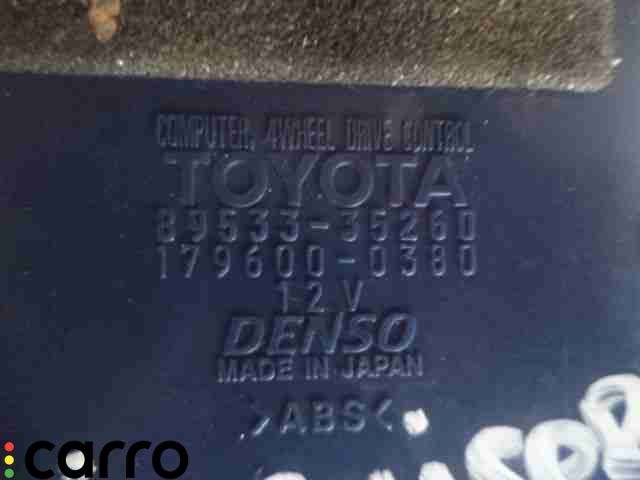 COMPUTER, 4WHEEL DRIVE CONTROL
TOYOTA
89533-35260
179600-0380
12V
DENSO
MADE IN JAPAN
>ABS<
carro